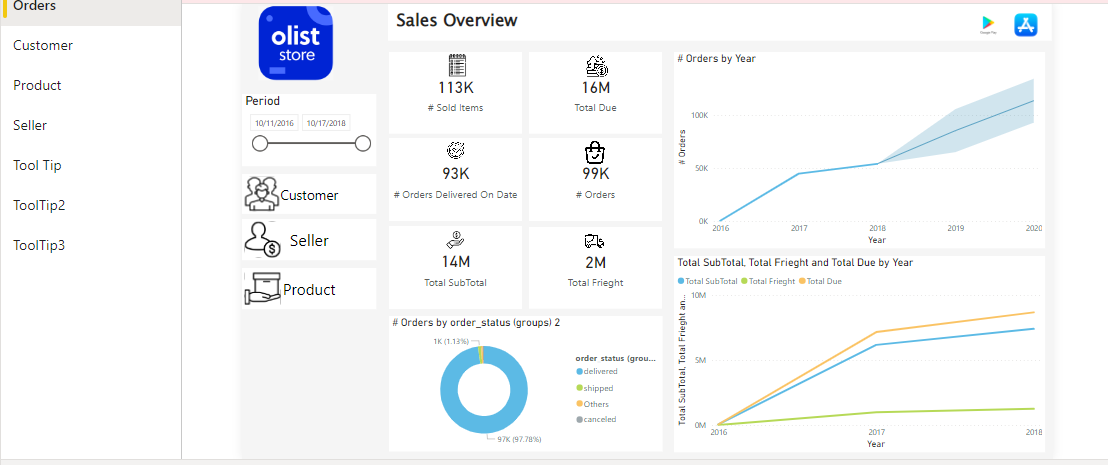 Orders
Customer
Product
Seller
Tool Tip
ToolTip2
ToolTip3
olist
store
Sales Overview
Google Play
Period
10/11/2016
10/17/2018
Customer
Seller
Product
113K
# Sold Items
16M
Total Due
93K
# Orders Delivered On Date
99K
# Orders
14M
Total SubTotal
2M
Total Frieght
# Orders by order_status (groups) 2
1K (1.13%)
97K (97.78%)
order_status (grou...
delivered
shipped
Others
canceled
# Orders by Year
# Orders
100K
50K
0K
2016
2017
2018
2019
2020
Year
Total SubTotal, Total Frieght and Total Due by Year
Total SubTotal
Total Frieght
Total Due
Total SubTotal, Total Frieght an...
10M
5M
0M
2016
2017
2018
Year